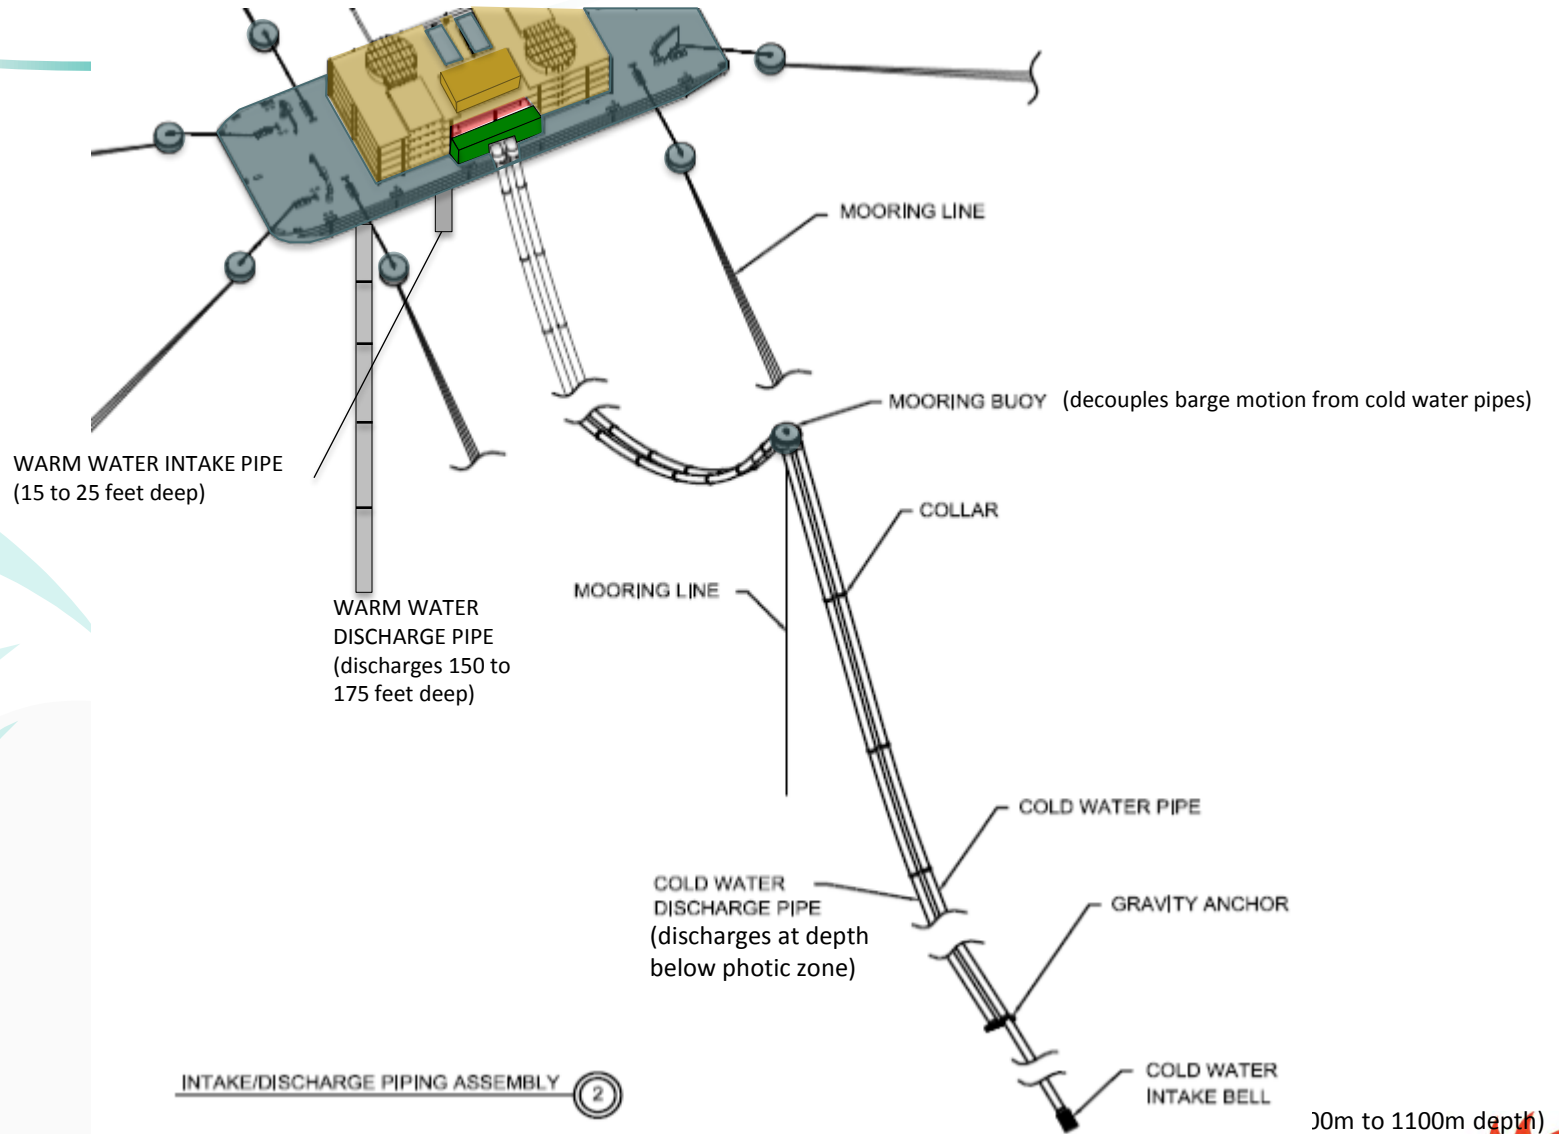 MOORING LINE
MOORING BUOY (decouples barge motion from cold water pipes)
WARM WATER INTAKE PIPE
(15 to 25 feet deep)
COLLAR
MOORING LINE
WARM WATER
DISCHARGE PIPE
(discharges 150 to
175 feet deep)
COLD WATER PIPE
COLD WATER
DISCHARGE PIPE
(discharges at depth
below photic zone)
GRAVITY ANCHOR
COLD WATER
INTAKE BELL
00m to 1100m depth)
INTAKE/DISCHARGE PIPING ASSEMBLY 2